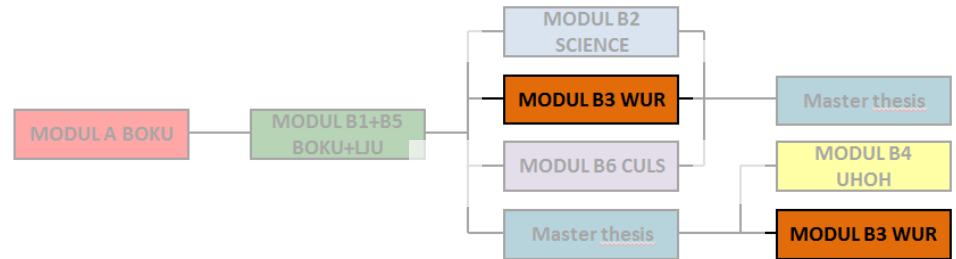 MODUL A BOKU
MODUL B1+B5
BOKU+LJU
MODUL B2
SCIENCE
MODUL B3 WUR
MODUL B6 CULS
Master thesis
Master thesis
MODUL B4
UHOH
MODUL B3 WUR